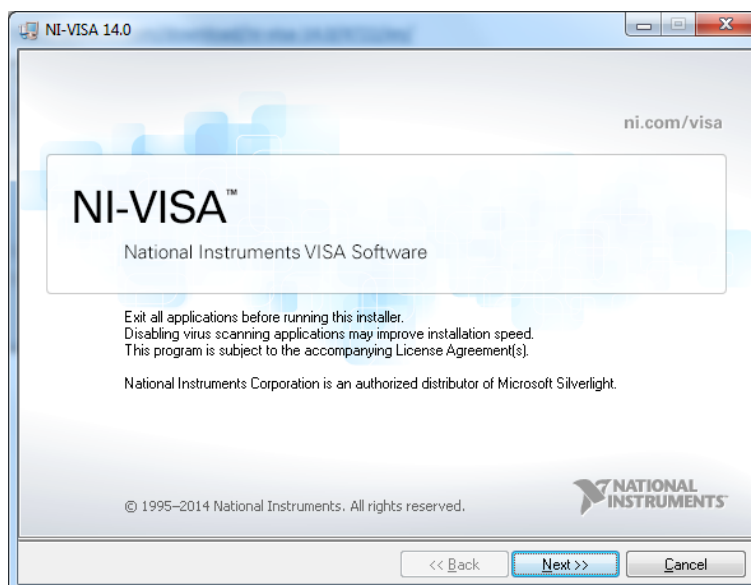 NI-VISA 14.0
ni.com/visa
NI-VISA™
National Instruments VISA Software
Exit all applications before running this installer.
Disabling virus scanning applications may improve installation speed.
This program is subject to the accompanying License Agreement(s).
National Instruments Corporation is an authorized distributor of Microsoft Silverlight.
© 1995–2014 National Instruments. All rights reserved.
NATIONAL
INSTRUMENTS™
<< Back
Next >>
Cancel